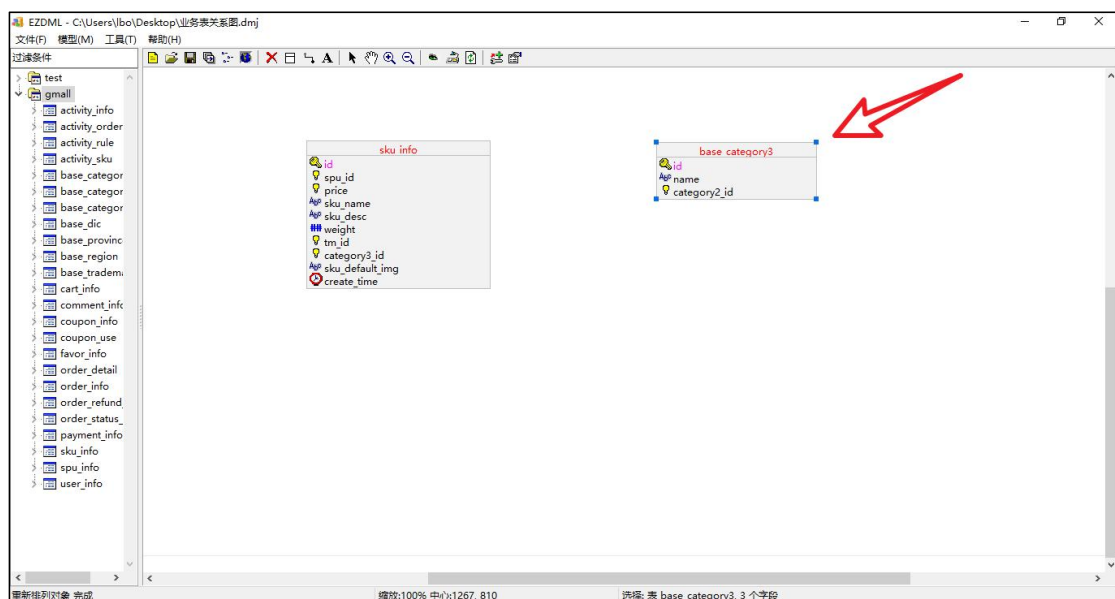 EZDML - C:\Users\lbo\Desktop\业务表关系图.dmj
文件(F) 模型(M) 工具(T) 帮助(H)
过滤条件
test
gmall
activity_info
activity_order
activity_rule
activity_sku
base_categor
base_categor
base_categor
base_dic
base_provinc
base_region
base_tradema
cart_info
comment_info
coupon_info
coupon_use
favor_info
order_detail
order_info
order_refund_
order_status_
payment_info
sku_info
spu_info
user_info
sku_info
id
spu_id
price
sku_name
sku_desc
weight
tm_id
category3_id
sku_default_img
create_time
base_category3
id
name
category2_id
重新排列对象 完成
缩放:100% 中心:1267, 810
选择: 表 base_category3, 3 个字段